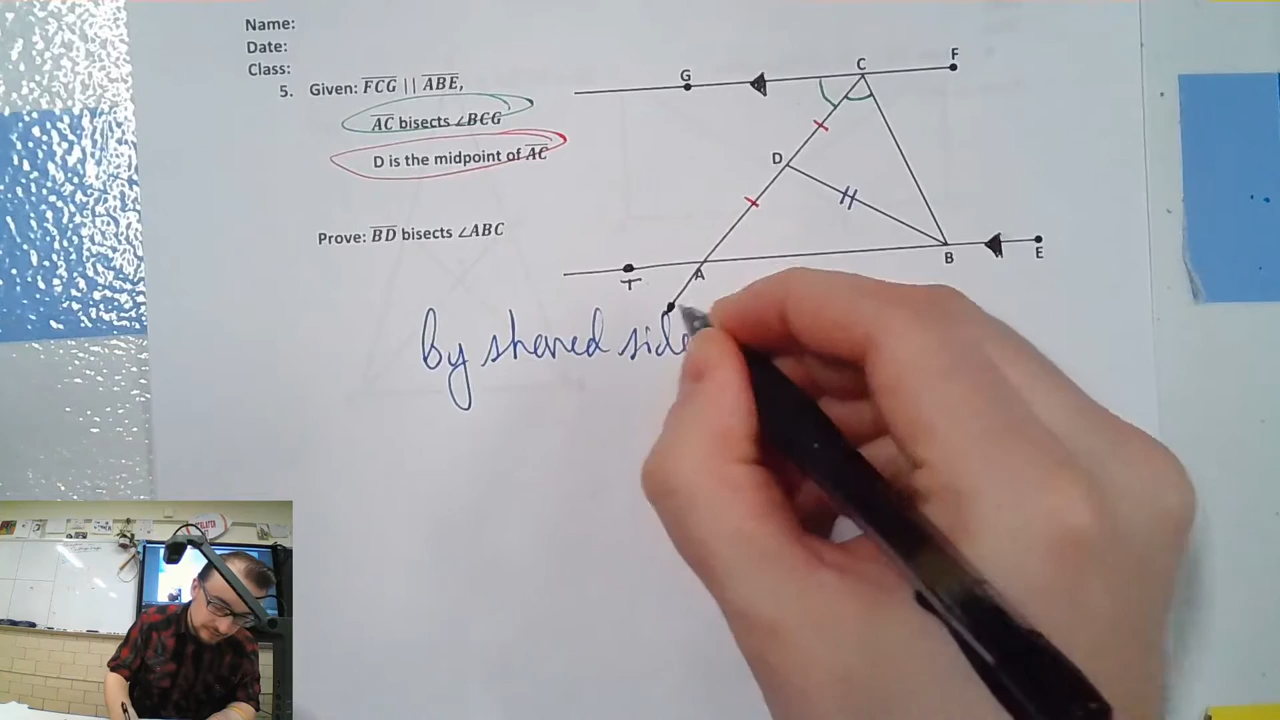 Name:
Date:
Class:
5. Given: FCG || ABE,
AC bisects ∠BCG
D is the midpoint of AC
Prove: BD bisects ∠ABC
G
C
F
D
A
B
E
T
by shared side